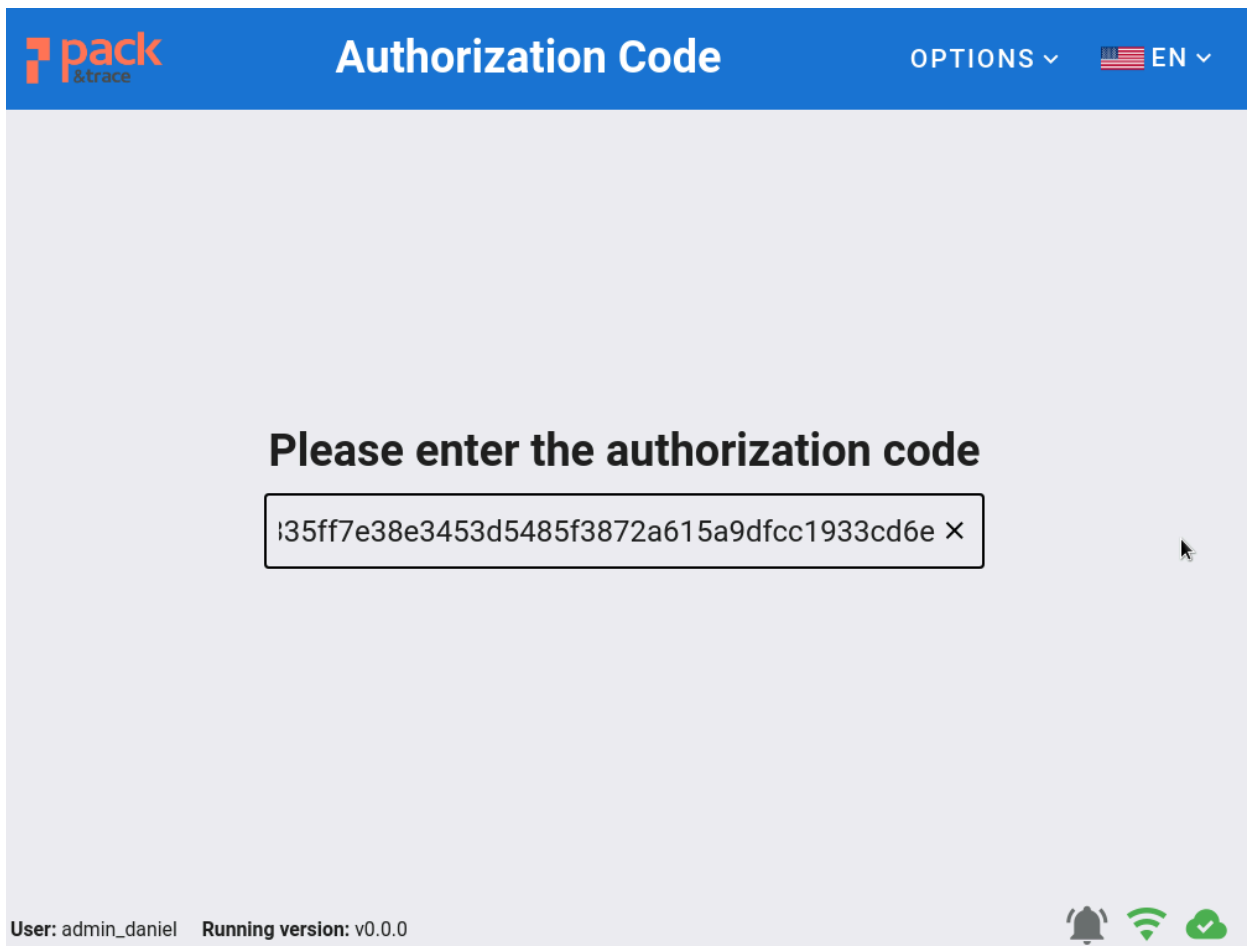 pack
&trace
Authorization Code
OPTIONS
EN
Please enter the authorization code
35ff7e38e3453d5485f3872a615a9dfcc1933cd6e
User: admin_daniel Running version: v0.0.0